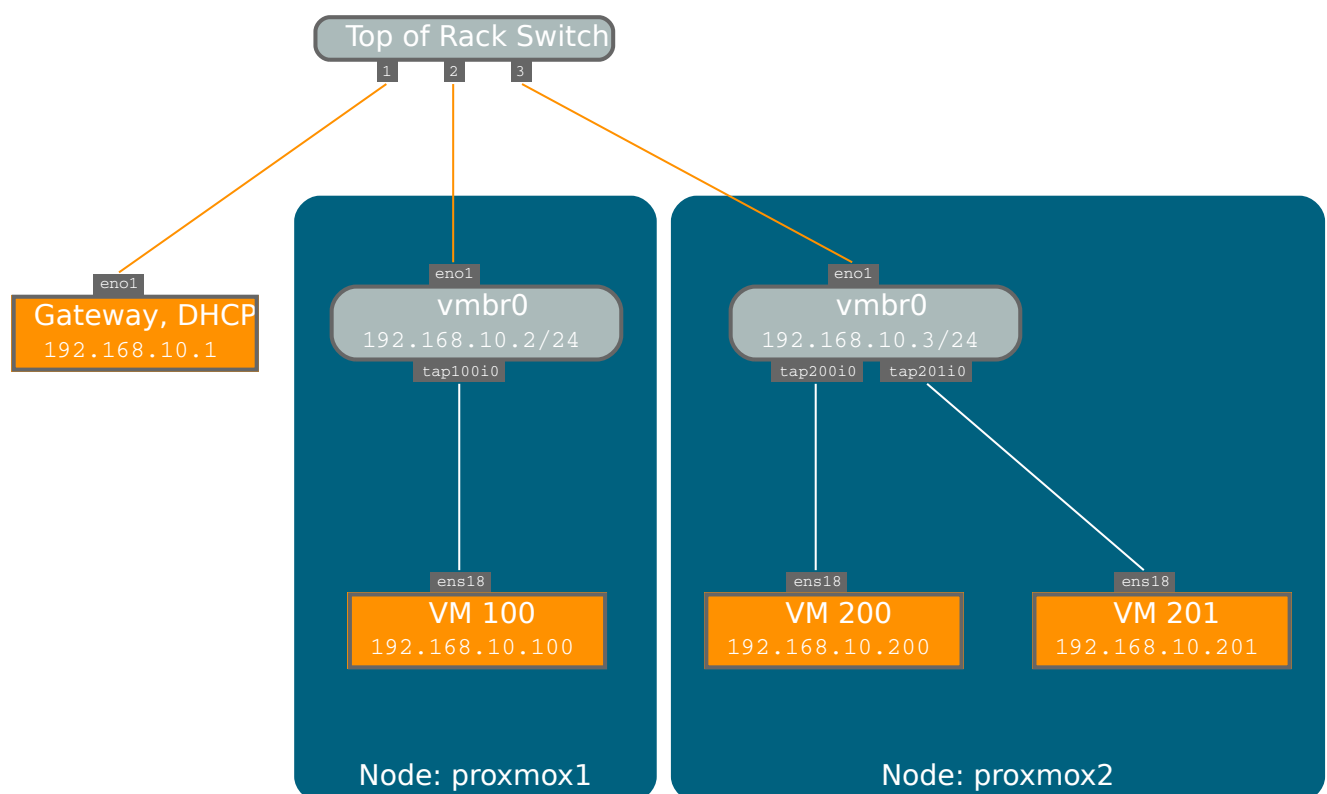 Top of Rack Switch
1 2 3
eno1
Gateway, DHCP
192.168.10.1
eno1
vmbr0
192.168.10.2/24
tap100i0
ens18
VM 100
192.168.10.100
Node: proxmox1
eno1
vmbr0
192.168.10.3/24
tap200i0 tap201i0
ens18
VM 200
192.168.10.200
ens18
VM 201
192.168.10.201
Node: proxmox2